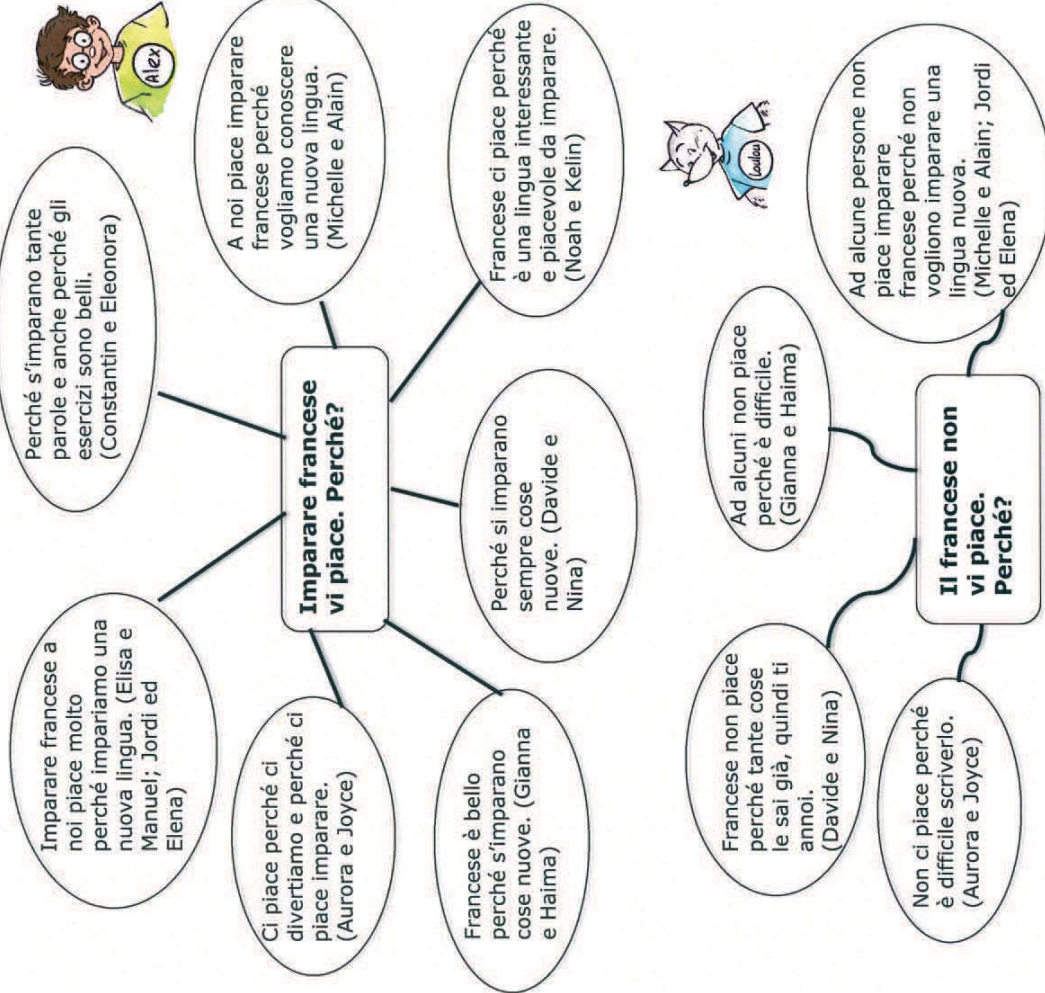 Imparare francese a
noi piace molto
perché impariamo una
nuova lingua. (Elisa e
Manuel; Jordi ed
Elena)
Perché s'imparano tante
parole e anche perché gli
esercizi sono belli.
(Constantin e Eleonora)
Alex
A noi piace imparare
francese perché
vogliamo conoscere
una nuova lingua.
(Michelle e Alain)
Ci piace perché ci
divertiamo e perché ci
piace imparare.
(Aurora e Joyce)
Imparare francese
vi piace. Perché?
Francese ci piace perché
è una lingua interessante
e piacevole da imparare.
(Noah e Kelin)
Francese è bello
perché s'imparano
cose nuove. (Giana
e Haima)
Perché si imparano
sempre cose
nuove. (Davide e
Nina)
Loulou
Francese non piace
perché tante cose
le sai già, quindi ti
annoi.
(Davide e Nina)
Ad alcuni non piace
perché è difficile.
(Gianna e Haima)
Ad alcune persone non
piace imparare
francese perché non
vogliono imparare una
lingua nuova.
(Michelle e Alain; Jordi
ed Elena)
Non ci piace perché
è difficile scriverlo.
(Aurora e Joyce)
Il francese non
vi piace.
Perché?